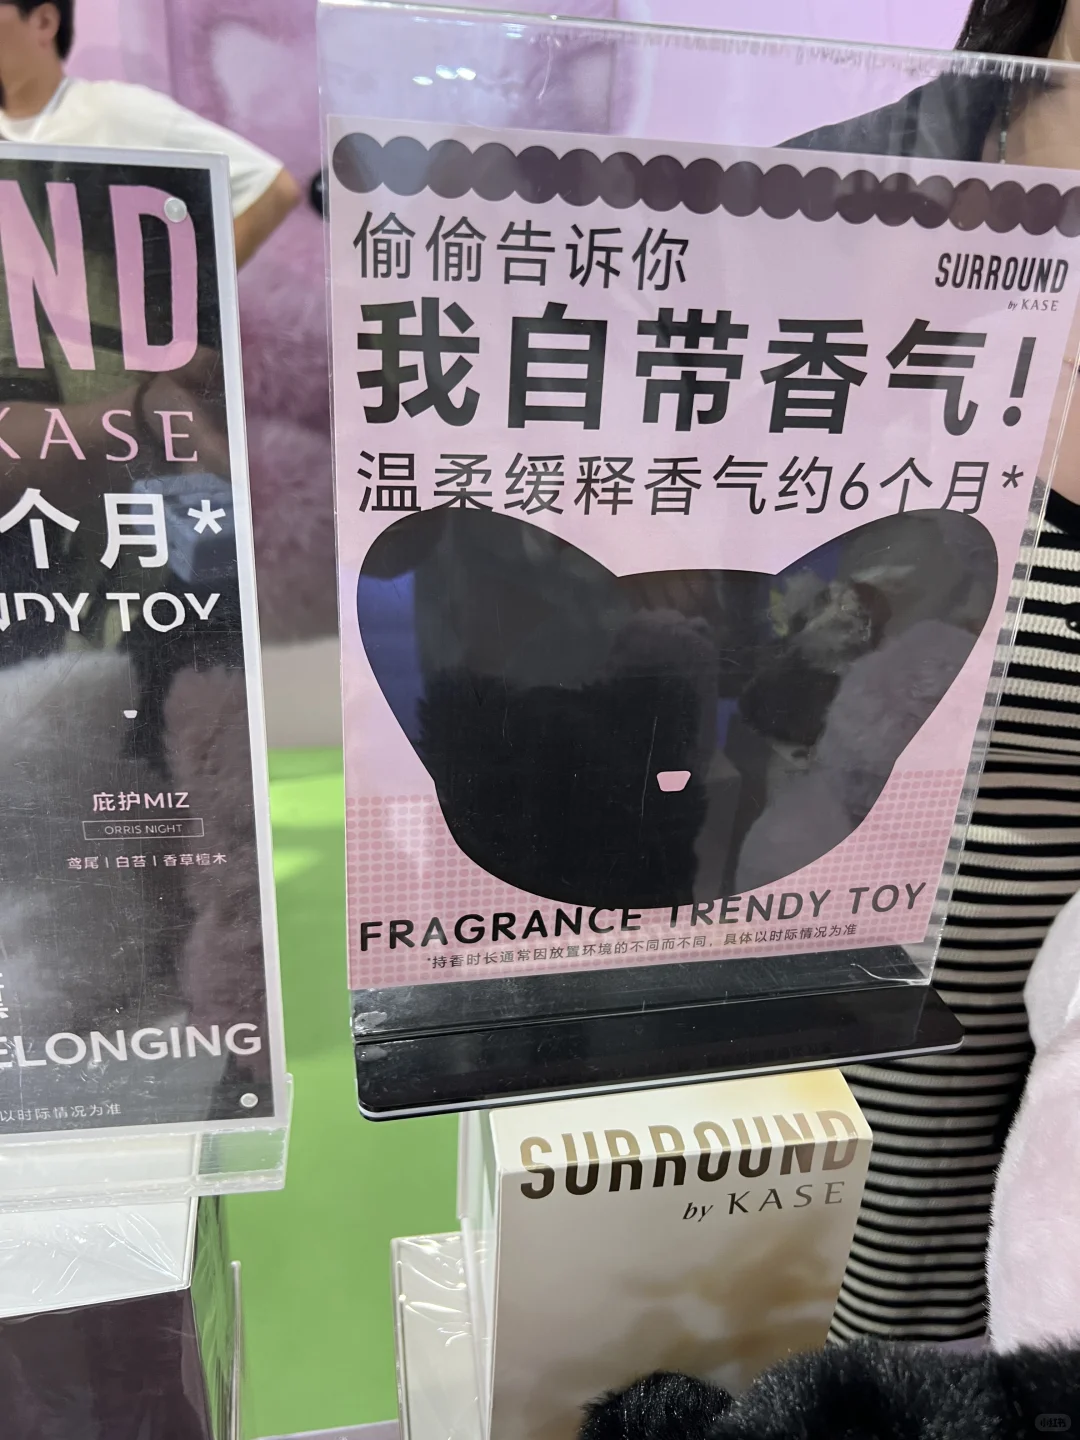 ND
KASE
个月*
NDY TOY
庇护MIZ
ORRIS NIGHT
鸢尾 | 白苔 | 香草檀木
ELONGING
以时际情况为准
偷偷告诉你
SURROUND
by KASE
我自带香气!
温柔缓释香气约6个月*
FRAGRANCE TRENDY TOY
*持香时长通常因放置环境的不同而不同，具体以时际情况为准
SURROUND
by KASE
小红书